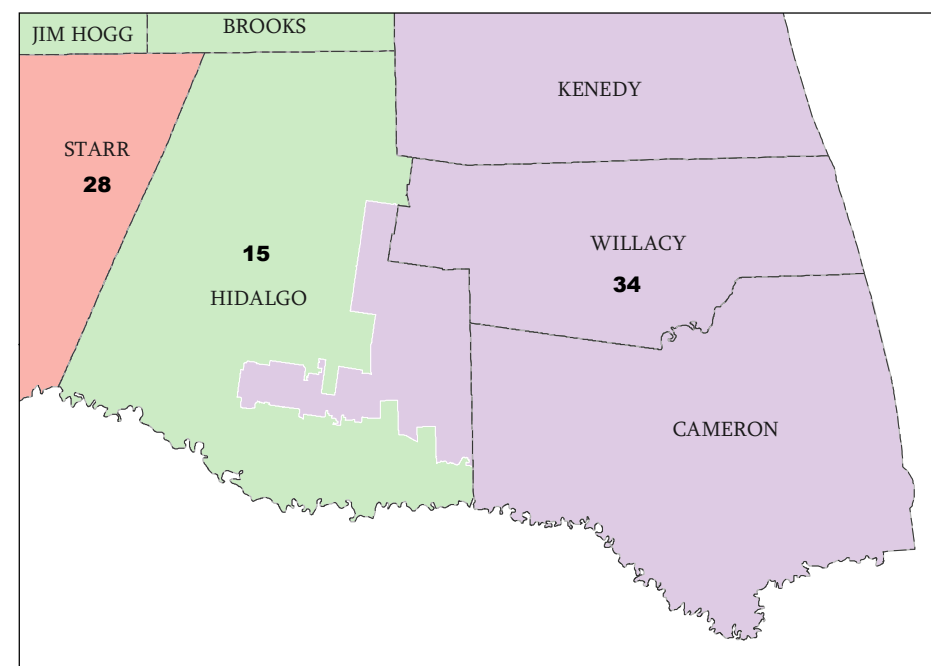 JIM HOGG
BROOKS
KENEDY
STARR
28
15
HIDALGO
WILLACY
34
CAMERON